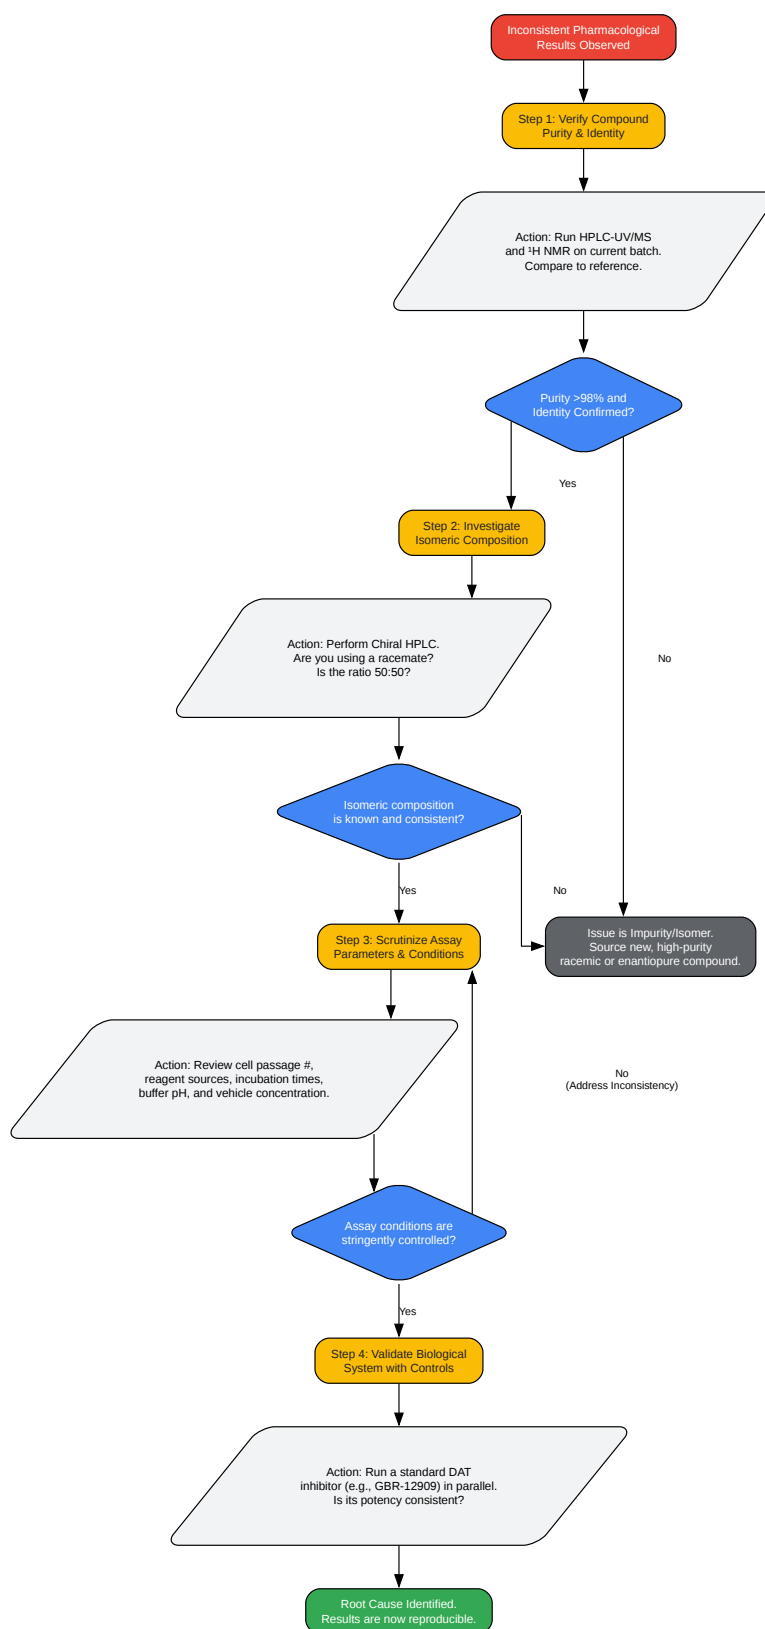 Inconsistent Pharmacological
Results Observed
Step 1: Verify Compound
Purity & Identity
Action: Run HPLC-UV/MS
and ¹H NMR on current batch.
Compare to reference.
Purity >98% and
Identity Confirmed?
Yes
Step 2: Investigate
Isomeric Composition
Action: Perform Chiral HPLC.
Are you using a racemate?
Is the ratio 50:50?
No
Isomeric composition
is known and consistent?
Yes
No
Step 3: Scrutinize Assay
Parameters & Conditions
Issue is Impurity/Isomer.
Source new, high-purity
racemic or enantiopure compound.
Action: Review cell passage #,
reagent sources, incubation times,
buffer pH, and vehicle concentration.
No
(Address Inconsistency)
Assay conditions are
stringently controlled?
Yes
Step 4: Validate Biological
System with Controls
Action: Run a standard DAT
inhibitor (e.g., GBR-12909) in parallel.
Is its potency consistent?
Root Cause Identified.
Results are now reproducible.